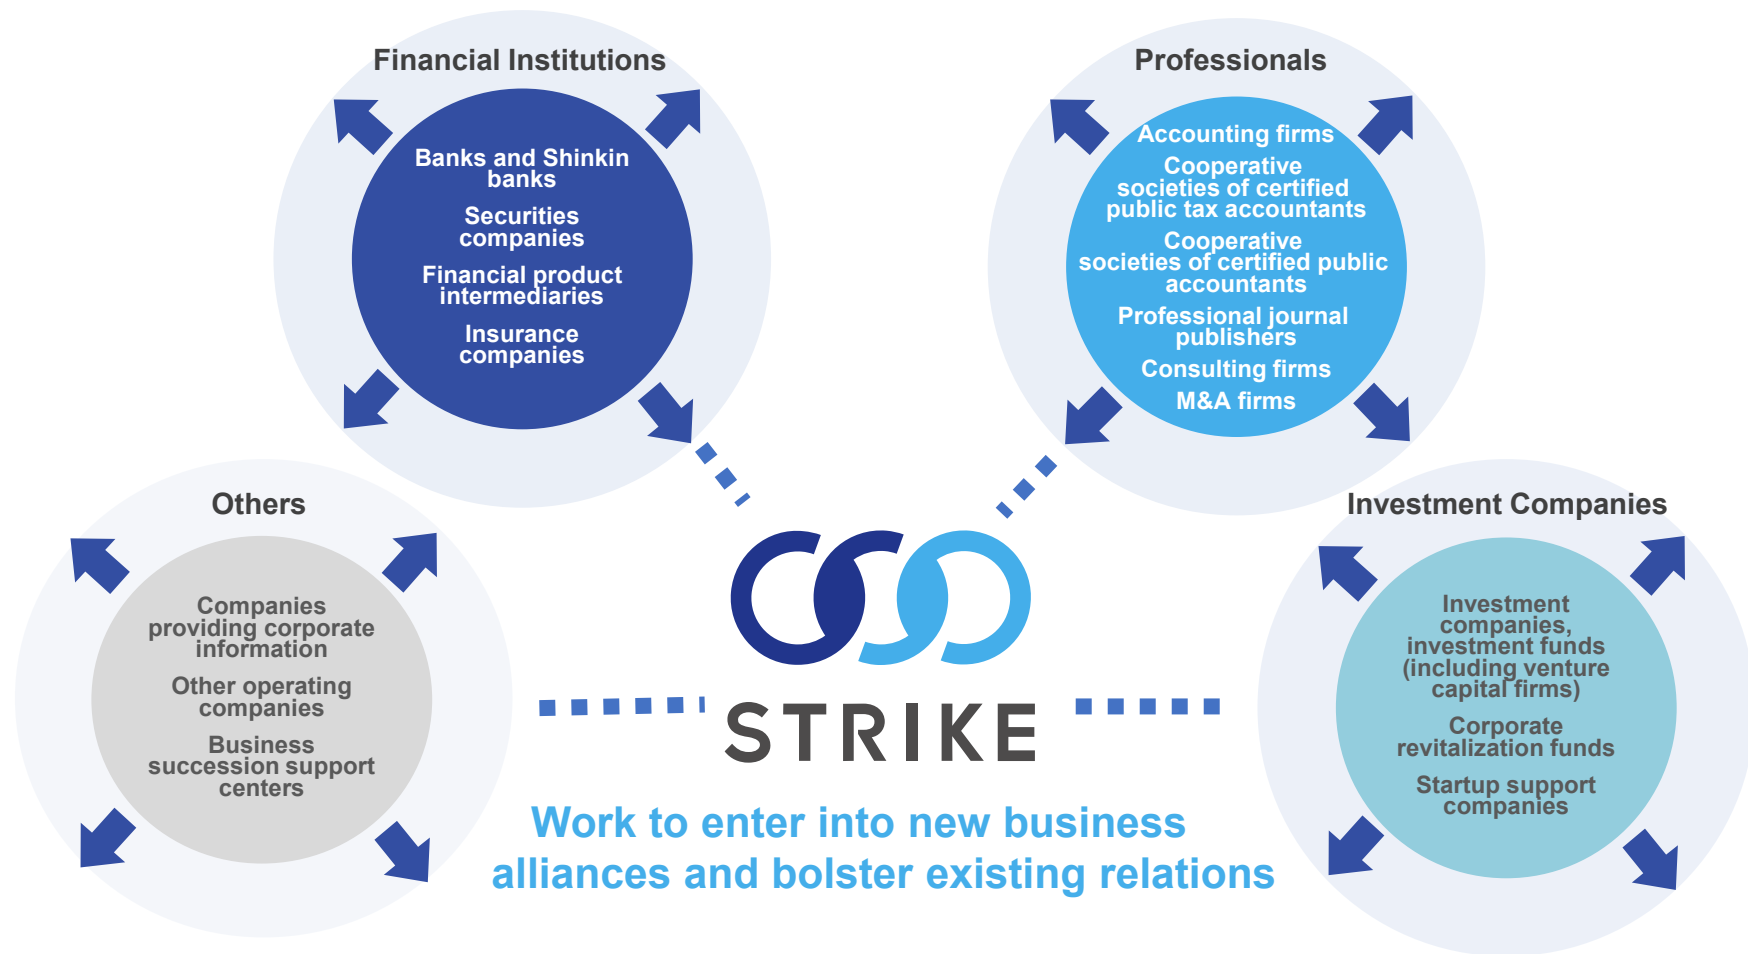 Financial Institutions
Banks and Shinkin
banks
Securities
companies
Financial product
intermediaries
Insurance
companies
Professionals
Accounting firms
Cooperative
societies of certified
public tax accountants
Cooperative
societies of certified public
accountants
Professional journal
publishers
Consulting firms
M&A firms
Others
Companies
providing corporate
information
Other operating
companies
Business
succession support
centers
Investment Companies
Investment
companies,
investment funds
(including venture
capital firms)
Corporate
revitalization funds
Startup support
companies
STRIKE
Work to enter into new business
alliances and bolster existing relations